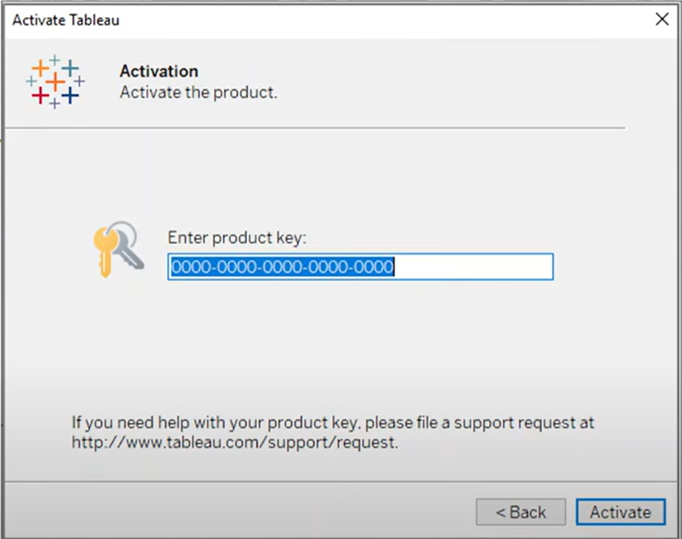 Activate Tableau
Activation
Activate the product.
Enter product key:
0000-0000-0000-0000-0000
If you need help with your product key, please file a support request at
http://www.tableau.com/support/request.
< Back
Activate